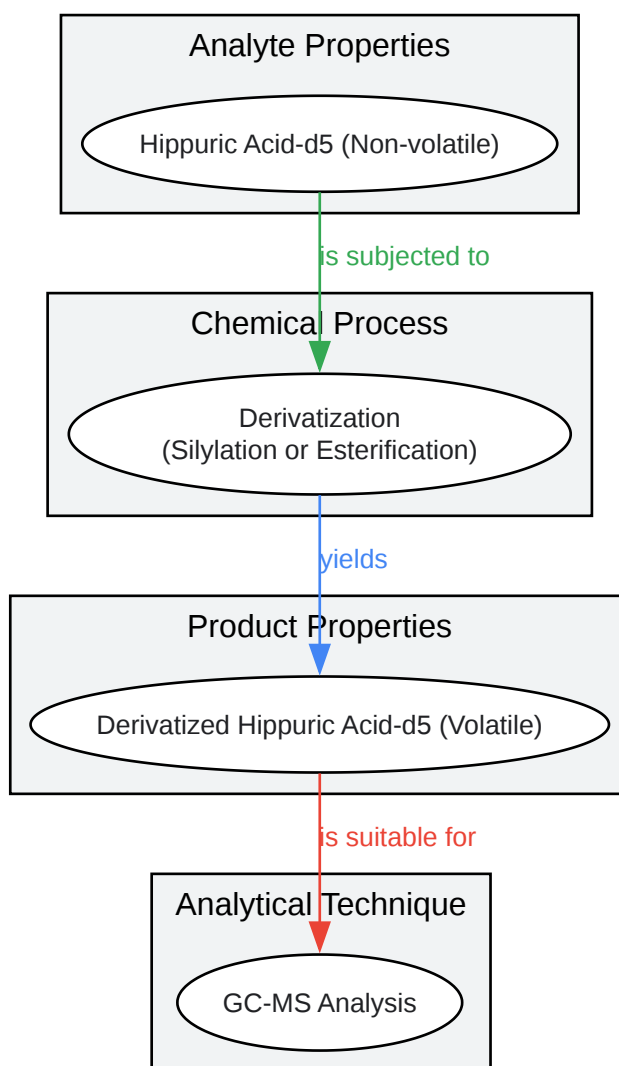 Analyte Properties
Hippuric Acid-d5 (Non-volatile)
is subjected to
Chemical Process
Derivatization
(Silylation or Esterification)
yields
Product Properties
Derivatized Hippuric Acid-d5 (Volatile)
is suitable for
Analytical Technique
GC-MS Analysis